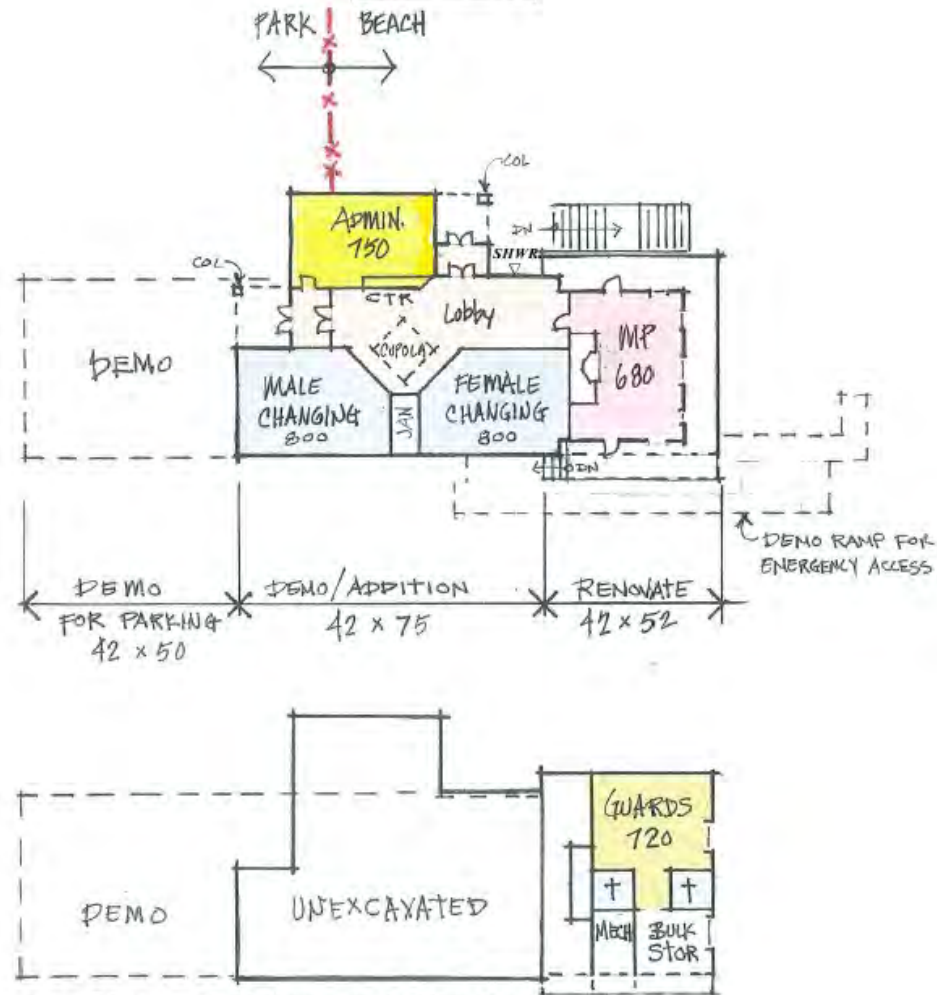 PARK BEACH
COL
ADMIN.
750
DN
SHWR
COL
CTR
Lobby
CUPOLA
DEMO
MP
680
MALE
CHANGING
800
JAN
FEMALE
CHANGING
800
DN
DEMO RAMP FOR
EMERGENCY ACCESS
DEMO
FOR PARKING
42 x 50
DEMO/ADDITION
42 x 75
RENOVATE
42 x 52
GUARDS
720
DEMO
UNEXCAVATED
MECH
BULK
STOR